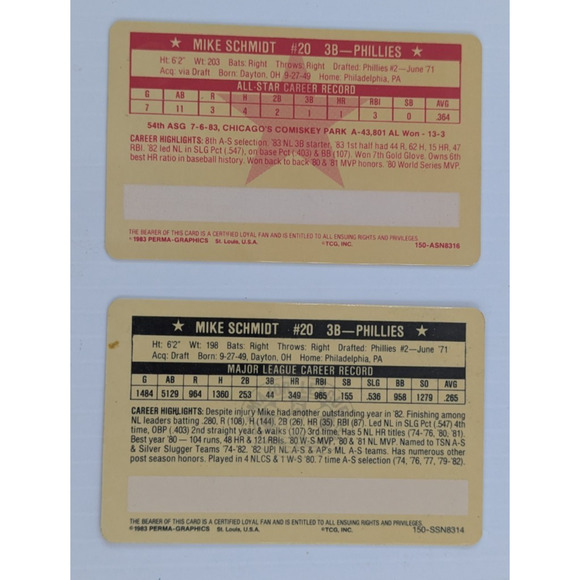 ★ MIKE SCHMIDT #20 3B—PHILLIES ★
Ht: 6'2" Wt: 203 Bats: Right Throws: Right Drafted: Phillies #2—June '71
Acq: via Draft Born: Dayton, OH 9-27-49 Home: Philadelphia, PA
ALL-STAR CAREER RECORD
G AB R H 2B 3B HR RBI SB AVG
7 11 3 4 2 1 1 3 0 .364
54th ASG 7-6-83, CHICAGO'S COMISKEY PARK A-43,801 AL Won - 13-3
CAREER HIGHLIGHTS: 8th A-S selection. '83 NL 3B starter. '83 1st half had 44 R, 62 H, 15 HR, 47
RBI. '82 led NL in SLG Pct (.547), on base Pct (.403) & BB (107). Won 7th Gold Glove. Owns 6th
best HR ratio in baseball history. Won back to back '80 & '81 MVP honors. '80 World Series MVP.
THE BEARER OF THIS CARD IS A CERTIFIED LOYAL FAN AND IS ENTITLED TO ALL ENSUING RIGHTS AND PRIVILEGES
©1983 PERMA-GRAPHICS St. Louis, U.S.A. ©TCG, INC. 150-ASN8316
★ MIKE SCHMIDT #20 3B—PHILLIES ★
Ht: 6'2" Wt: 198 Bats: Right Throws: Right Drafted: Phillies #2—June '71
Acq: Draft Born: 9-27-49, Dayton, OH Home: Philadelphia, PA
MAJOR LEAGUE CAREER RECORD
G AB R H 2B 3B HR RBI SB SLG BB SO AVG
1484 5129 964 1360 253 44 349 965 155 .536 958 1279 .265
CAREER HIGHLIGHTS: Despite injury Mike had another outstanding year in '82. Finishing among
NL leaders batting .280, R (108), H (144), 2B (26), HR (35), RBI (87). Led NL in SLG Pct (.547) 4th
time, OBP (.403) 2nd straight year & walks (107) 3rd time. Has 5 NL HR titles ('74-'76, '80, '81).
Best year '80 — 104 runs, 48 HR & 121 RBI. '80 W-S MVP, '80 & '81 NL MVP. Named to TSN A-S
& Silver Slugger Teams '74-'82. '82 UPI NL A-S & AP's ML A-S teams. Has numerous other
post season honors. Played in 4 NLCS & T W-S '80. 7 time A-S selection ('74, '76, '77, '79-'82).
THE BEARER OF THIS CARD IS A CERTIFIED LOYAL FAN AND IS ENTITLED TO ALL ENSUING RIGHTS AND PRIVILEGES
©1983 PERMA-GRAPHICS St. Louis, U.S.A. ©TCG, INC. 150-SSN8314